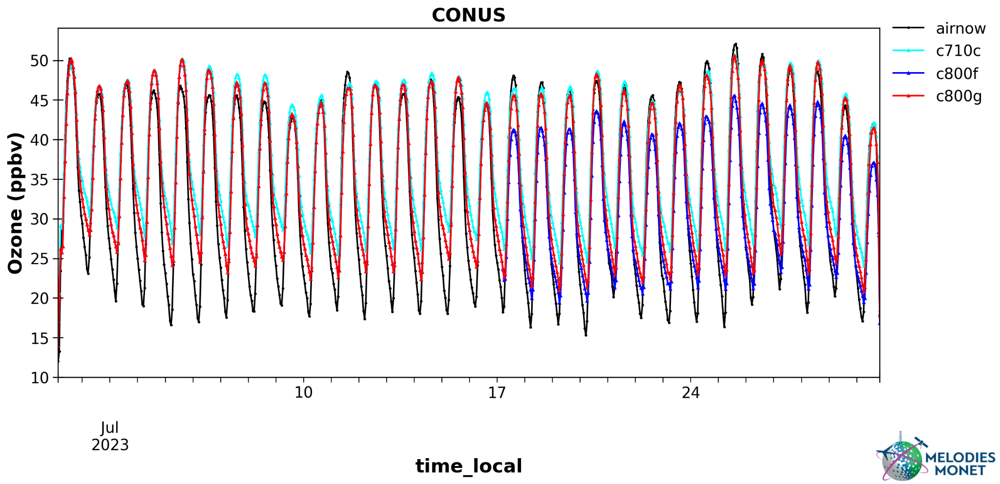 CONUS
airnow
c710c
c800f
c800g
Ozone (ppbv)
50
45
40
35
30
25
20
15
10
10 17 24
Jul
2023
time_local
MELODIES
MONET